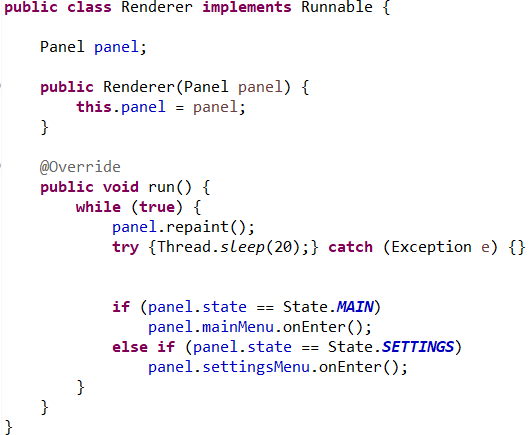 public class Renderer implements Runnable {
Panel panel;
public Renderer(Panel panel) {
this.panel = panel;
}
@Override
public void run() {
while (true) {
panel.repaint();
try {Thread.sleep(20);} catch (Exception e) {}
if (panel.state == State.MAIN)
panel.mainMenu.onEnter();
else if (panel.state == State.SETTINGS)
panel.settingsMenu.onEnter();
}
}
}